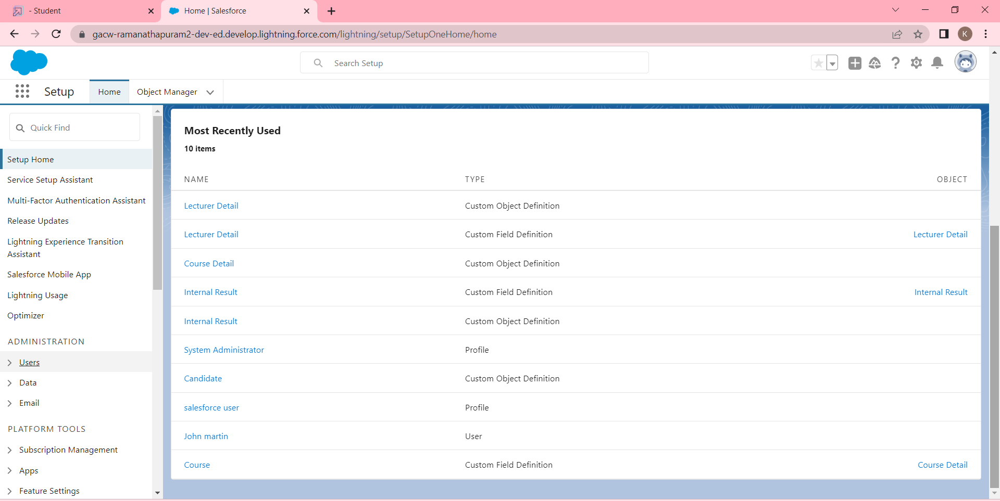 - Student
Home | Salesforce
gacw-ramanathapuram2-dev-ed.develop.lightning.force.com/lightning/setup/SetupOneHome/home
K
Search Setup
Setup
Home
Object Manager
Quick Find
Setup Home
Service Setup Assistant
Multi-Factor Authentication Assistant
Release Updates
Lightning Experience Transition
Assistant
Salesforce Mobile App
Lightning Usage
Optimizer
ADMINISTRATION
Users
Data
Email
PLATFORM TOOLS
Subscription Management
Apps
Feature Settings
Most Recently Used
10 items
NAME TYPE OBJECT
Lecturer Detail Custom Object Definition
Lecturer Detail Custom Field Definition Lecturer Detail
Course Detail Custom Object Definition
Internal Result Custom Field Definition Internal Result
Internal Result Custom Object Definition
System Administrator Profile
Candidate Custom Object Definition
salesforce user Profile
John martin User
Course Custom Field Definition Course Detail